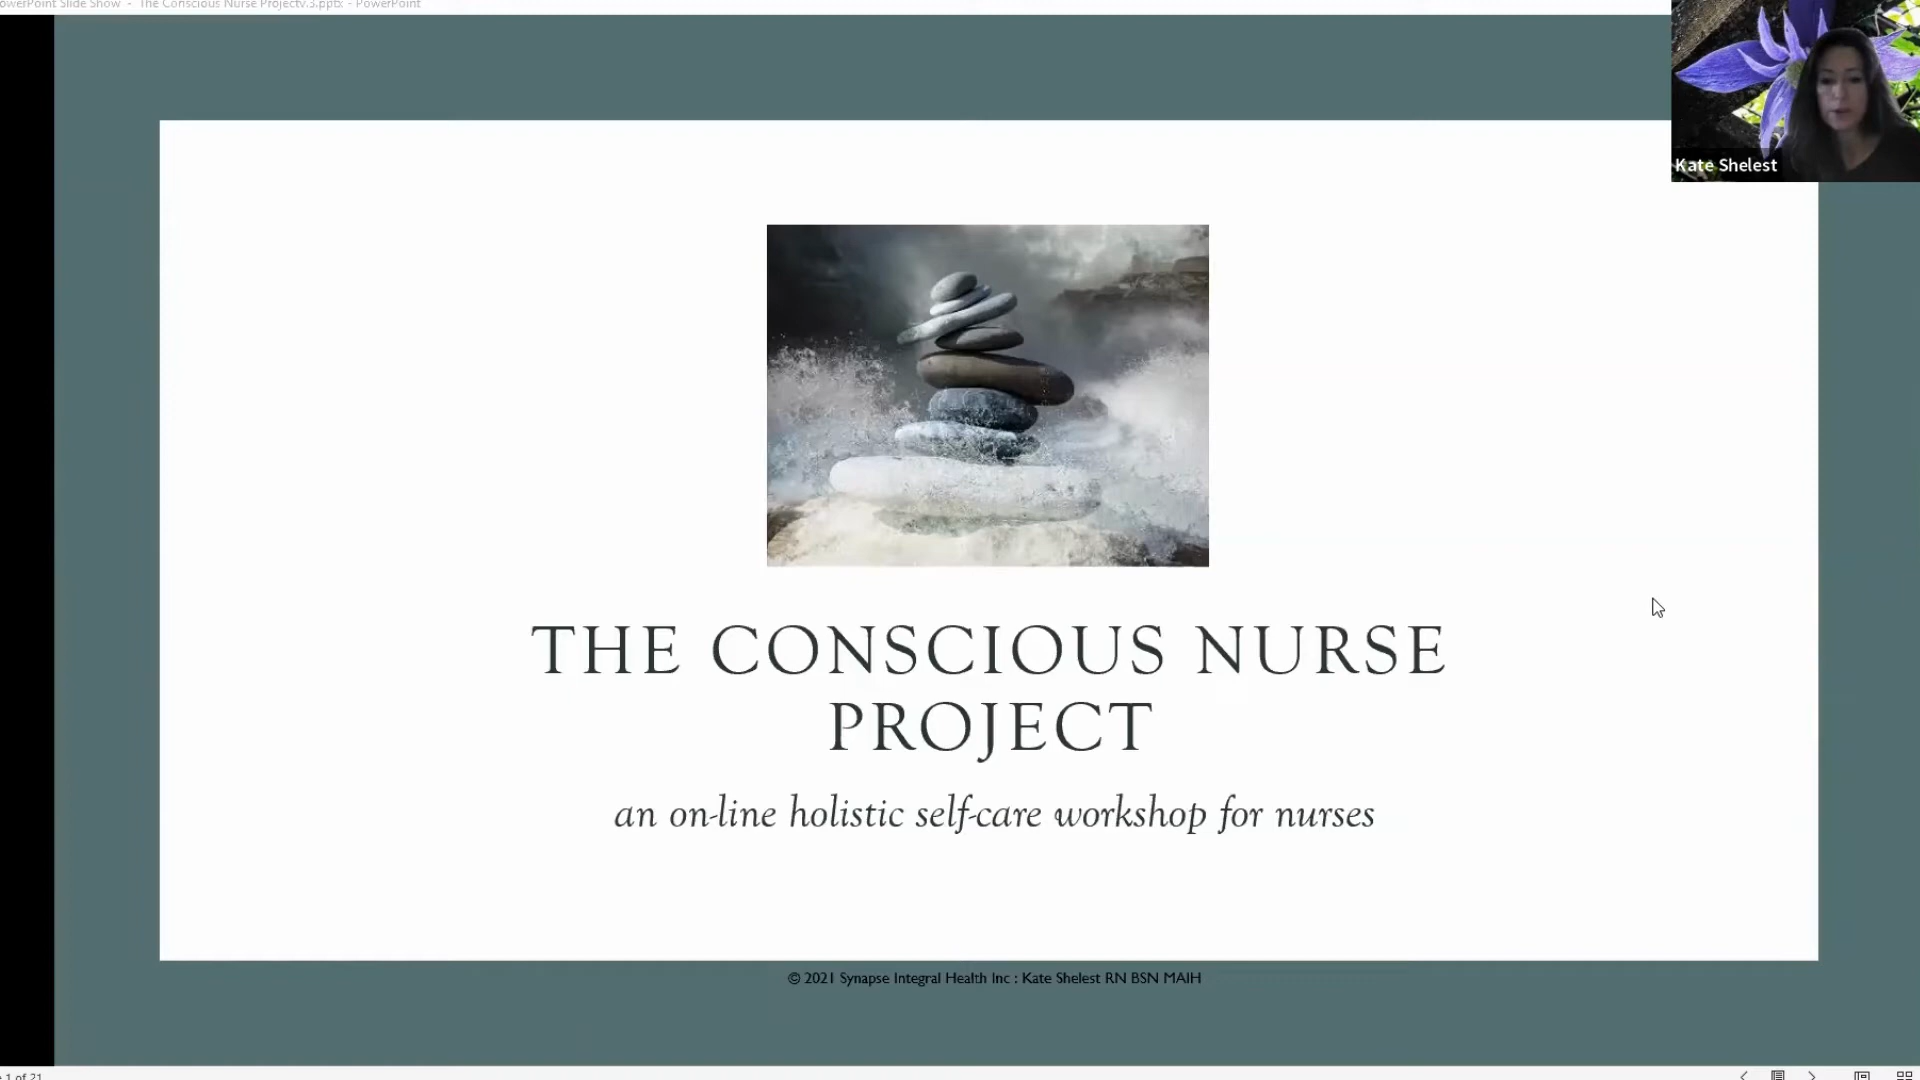 PowerPoint Slide Show - The Conscious Nurse Projectv.3.pptx - PowerPoint
Kate Shelest
THE CONSCIOUS NURSE
PROJECT
an on-line holistic self-care workshop for nurses
© 2021 Synapse Integral Health Inc : Kate Shelest RN BSN MAIH
1 of 21